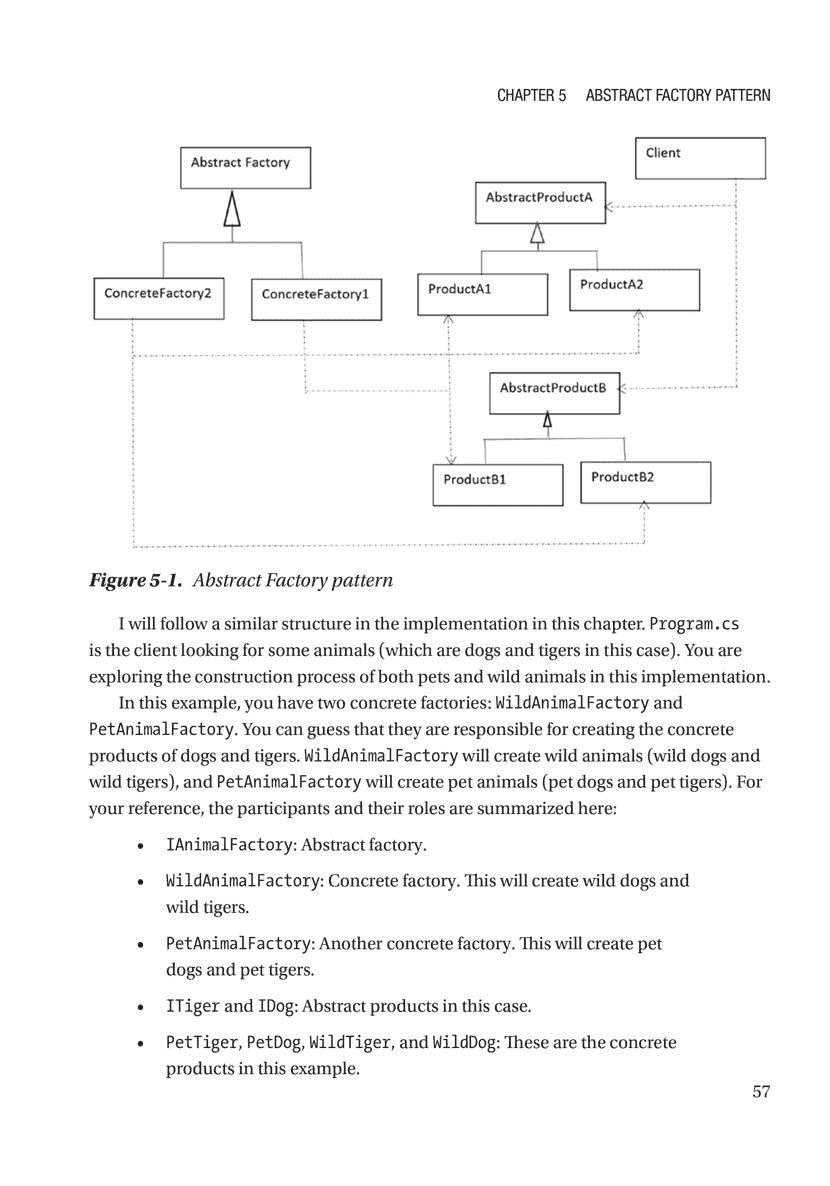 CHAPTER 5 ABSTRACT FACTORY PATTERN
Abstract Factory
Client
AbstractProductA
ConcreteFactory2
ConcreteFactory1
ProductA1
ProductA2
AbstractProductB
ProductB1
ProductB2
Figure 5-1. Abstract Factory pattern
I will follow a similar structure in the implementation in this chapter. Program.cs
is the client looking for some animals (which are dogs and tigers in this case). You are
exploring the construction process of both pets and wild animals in this implementation.
In this example, you have two concrete factories: WildAnimalFactory and
PetAnimalFactory. You can guess that they are responsible for creating the concrete
products of dogs and tigers. WildAnimalFactory will create wild animals (wild dogs and
wild tigers), and PetAnimalFactory will create pet animals (pet dogs and pet tigers). For
your reference, the participants and their roles are summarized here:
• IAnimalFactory: Abstract factory.
• WildAnimalFactory: Concrete factory. This will create wild dogs and
wild tigers.
• PetAnimalFactory: Another concrete factory. This will create pet
dogs and pet tigers.
• ITiger and IDog: Abstract products in this case.
• PetTiger, PetDog, WildTiger, and WildDog: These are the concrete
products in this example.
57